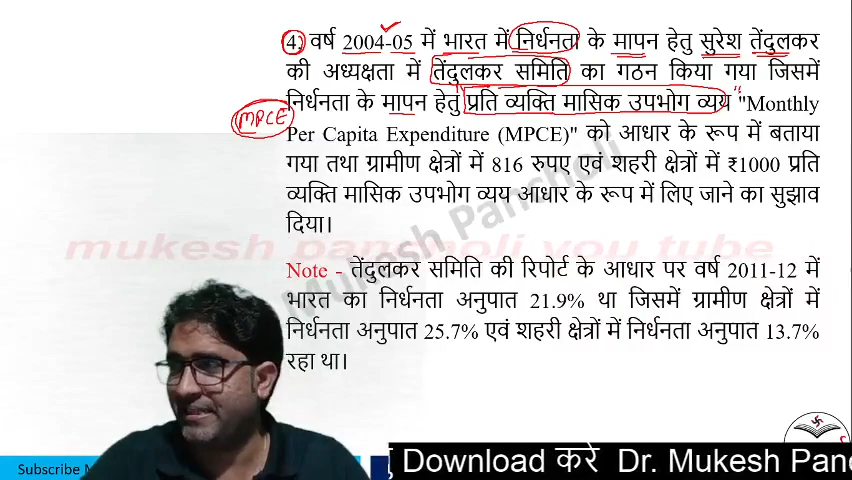 4) वर्ष 2004-05 में भारत में निर्धनता के मापन हेतु सुरेश तेंदुलकर
की अध्यक्षता में तेंदुलकर समिति का गठन किया गया जिसमें
निर्धनता के मापन हेतु प्रति व्यक्ति मासिक उपभोग व्यय "Monthly
MPCE
Per Capita Expenditure (MPCE)" को आधार के रूप में बताया
गया तथा ग्रामीण क्षेत्रों में 816 रुपए एवं शहरी क्षेत्रों में ₹1000 प्रति
व्यक्ति मासिक उपभोग व्यय आधार के रूप में लिए जाने का सुझाव
दिया।
Mukesh Pancholi
mukesh pancholi you tube
Note - तेंदुलकर समिति की रिपोर्ट के आधार पर वर्ष 2011-12 में
भारत का निर्धनता अनुपात 21.9% था जिसमें ग्रामीण क्षेत्रों में
निर्धनता अनुपात 25.7% एवं शहरी क्षेत्रों में निर्धनता अनुपात 13.7%
रहा था।
Subscribe
Download करे Dr. Mukesh